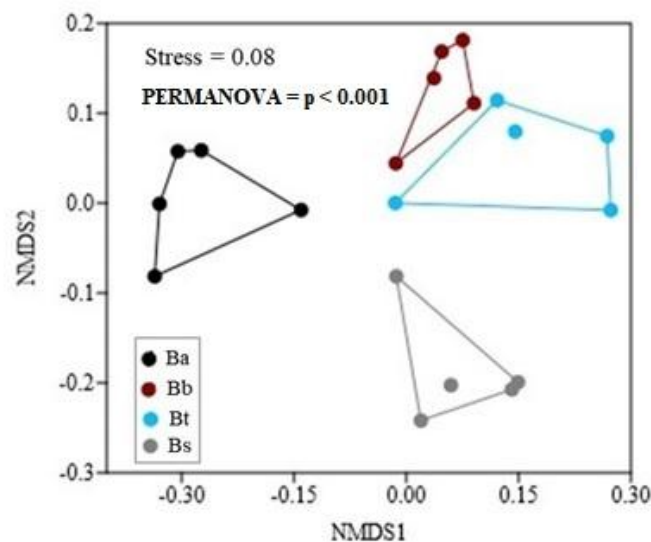 0.2
Stress = 0.08
PERMANOVA = p < 0.001
0.1
0.0
NMDS2
-0.1
Ba
Bb
-0.2
Bt
Bs
-0.3
-0.30 -0.15 0.00 0.15 0.30
NMDS1